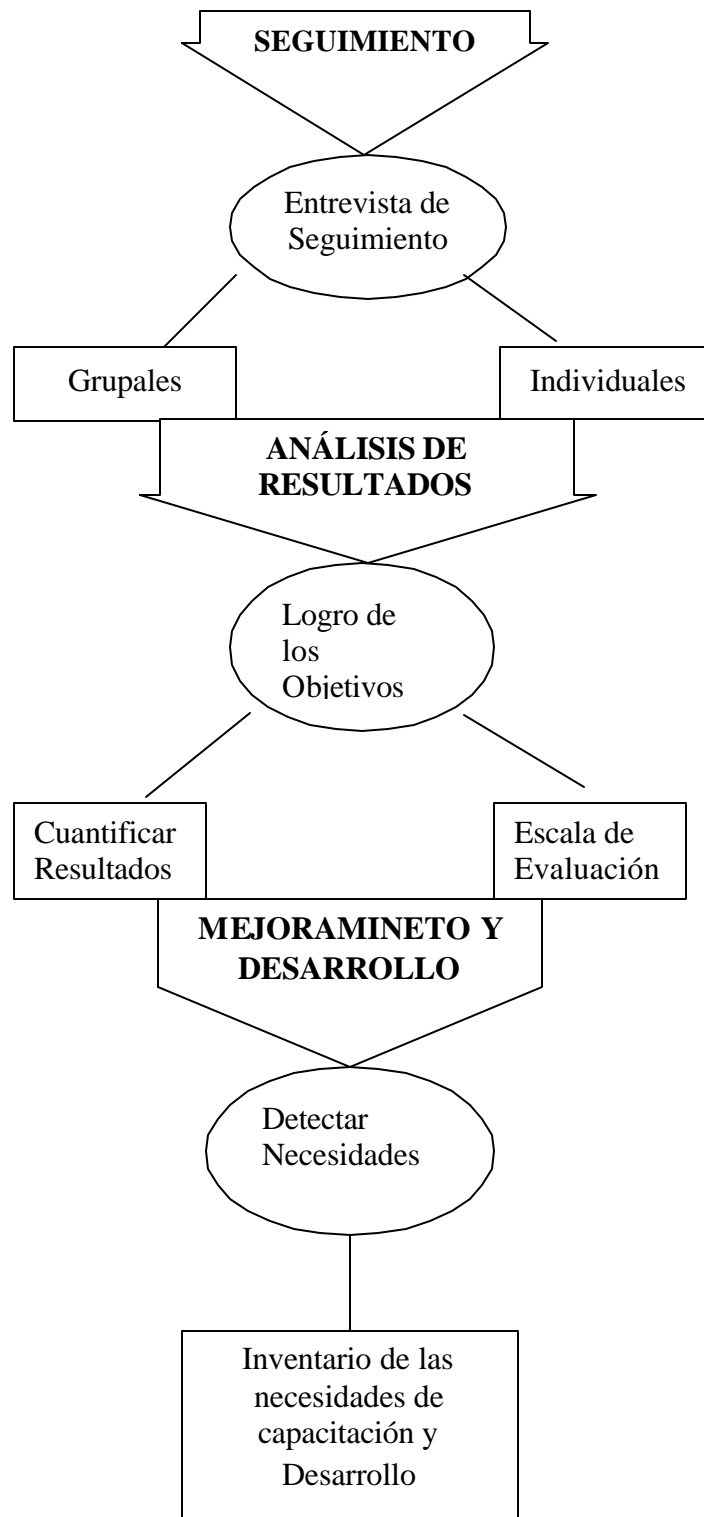 SEGUIMIENTO
Entrevista de
Seguimiento
Grupales
Individuales
ANÁLISIS DE
RESULTADOS
Logro de
los
Objetivos
Cuantificar
Resultados
Escala de
Evaluación
MEJORAMINETO Y
DESARROLLO
Detectar
Necesidades
Inventario de las
necesidades de
capacitación y
Desarrollo